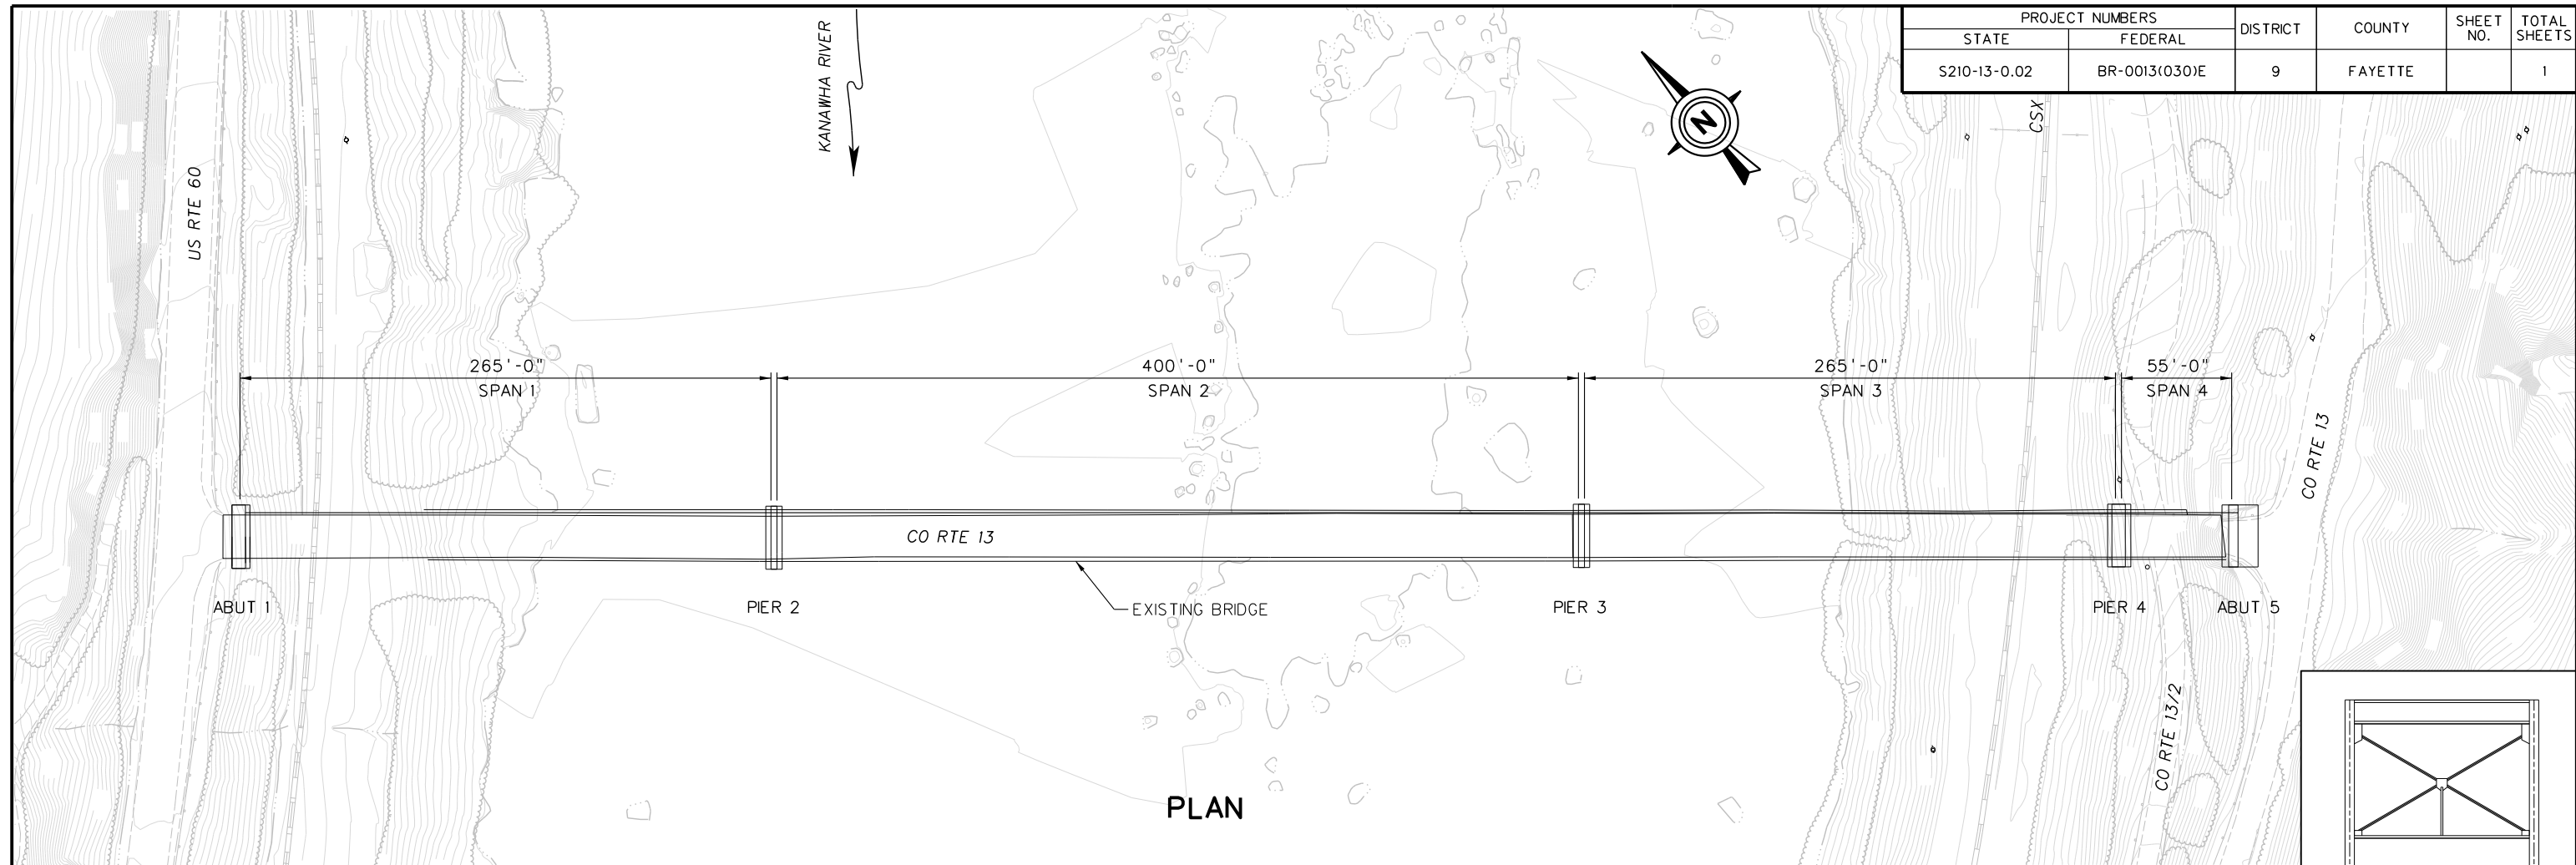 PROJECT NUMBERS
STATE
FEDERAL
DISTRICT
COUNTY
SHEET
NO.
TOTAL
SHEETS
S210-13-0.02
BR-0013(030)E
9
FAYETTE
1
KANAWHA RIVER
N
CSX
US RTE 60
265'-0"
SPAN 1
400'-0"
SPAN 2
265'-0"
SPAN 3
55'-0"
SPAN 4
CO RTE 13
CO RTE 13
ABUT 1
PIER 2
EXISTING BRIDGE
PIER 3
PIER 4
ABUT 5
CO RTE 13/2
PLAN